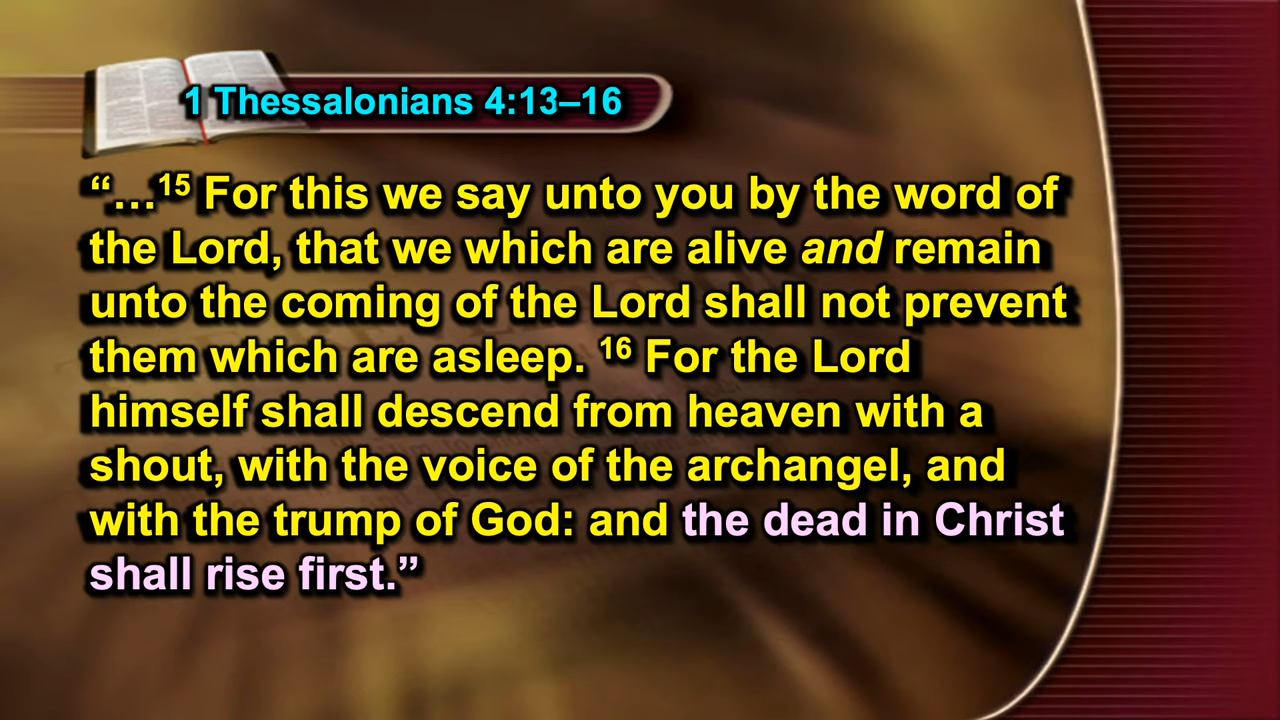 1 Thessalonians 4:13–16
“…15 For this we say unto you by the word of
the Lord, that we which are alive and remain
unto the coming of the Lord shall not prevent
them which are asleep. 16 For the Lord
himself shall descend from heaven with a
shout, with the voice of the archangel, and
with the trump of God: and the dead in Christ
shall rise first.”